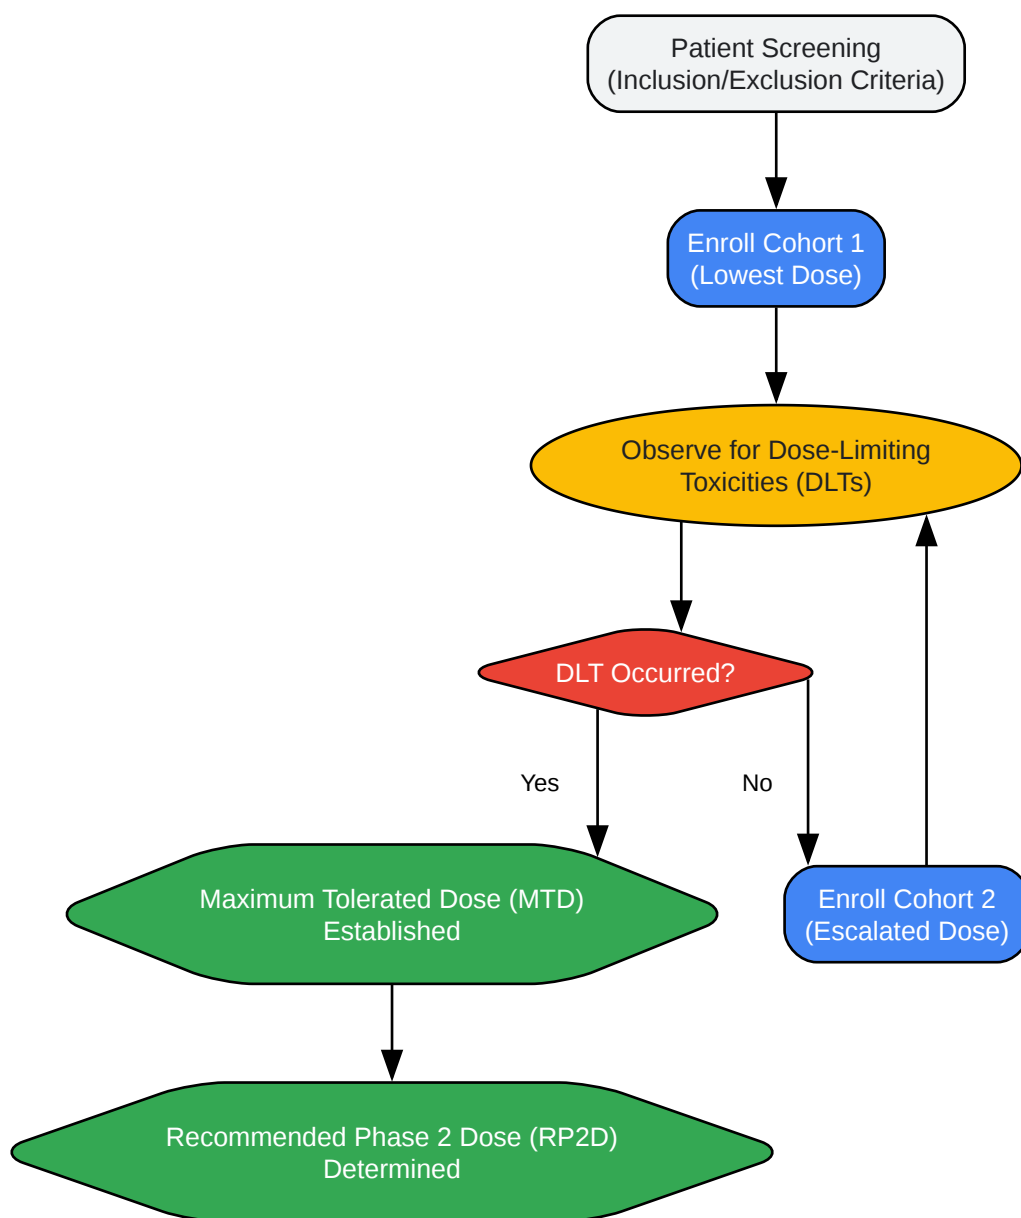 Patient Screening
(Inclusion/Exclusion Criteria)
Enroll Cohort 1
(Lowest Dose)
Observe for Dose-Limiting
Toxicities (DLTs)
DLT Occurred?
Yes
No
Maximum Tolerated Dose (MTD)
Established
Enroll Cohort 2
(Escalated Dose)
Recommended Phase 2 Dose (RP2D)
Determined